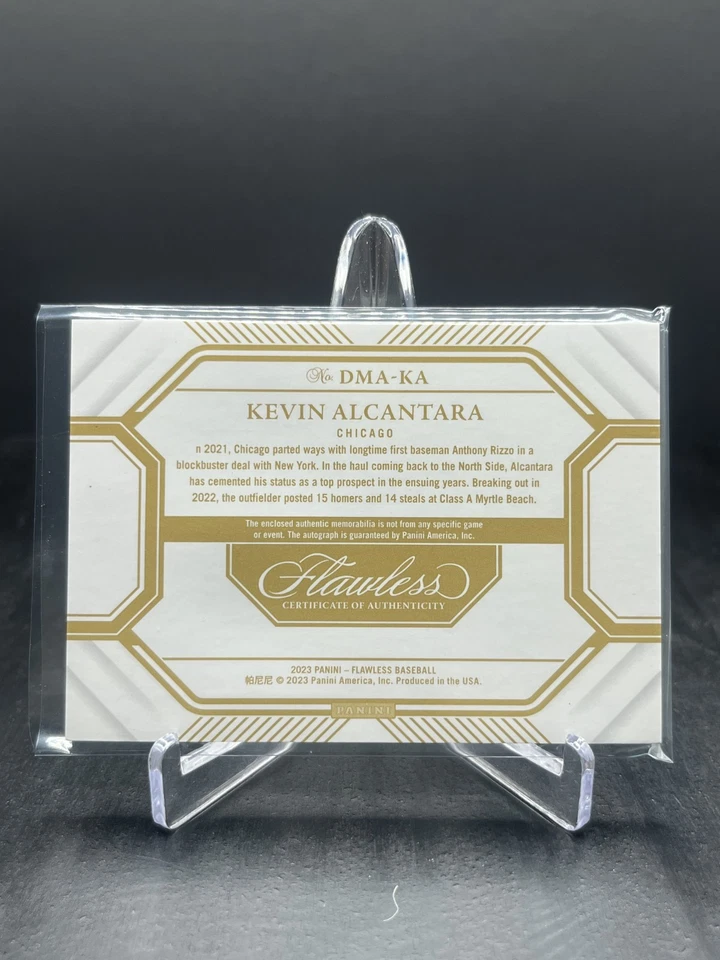 No: DMA-KA
KEVIN ALCANTARA
CHICAGO
n 2021, Chicago parted ways with longtime first baseman Anthony Rizzo in a
blockbuster deal with New York. In the haul coming back to the North Side, Alcantara
has cemented his status as a top prospect in the ensuing years. Breaking out in
2022, the outfielder posted 15 homers and 14 steals at Class A Myrtle Beach.
The enclosed authentic memorabilia is not from any specific game
or event. The autograph is guaranteed by Panini America, Inc.
Flawless
CERTIFICATE OF AUTHENTICITY
2023 PANINI – FLAWLESS BASEBALL
帕尼尼 © 2023 Panini America, Inc. Produced in the USA.
PANINI